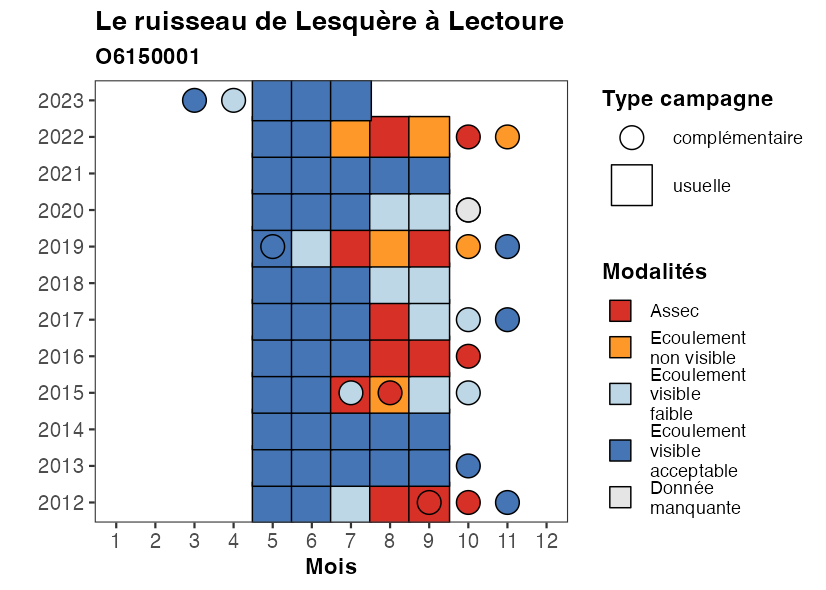 Le ruisseau de Lesquère à Lectoure
O6150001
2023
2022
2021
2020
2019
2018
2017
2016
2015
2014
2013
2012
1 2 3 4 5 6 7 8 9 10 11 12
Mois
Type campagne
complémentaire
usuelle
Modalités
Assec
Ecoulement
non visible
Ecoulement
visible
faible
Ecoulement
visible
acceptable
Donnée
manquante